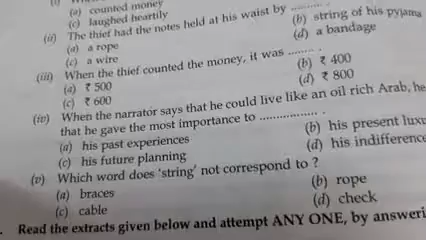 (a) counted money
(c) laughed heartily
(ii) The thief had the notes held at his waist by ..........
(a) a rope (b) string of his pyjama
(c) a wire (d) a bandage
(iii) When the thief counted the money, it was ........ .
(a) ₹ 500 (b) ₹ 400
(c) ₹ 600 (d) ₹ 800
(iv) When the narrator says that he could live like an oil rich Arab, he
that he gave the most importance to ................. .
(a) his past experiences (b) his present luxu
(c) his future planning (d) his indifference
(v) Which word does 'string' not correspond to ?
(a) braces (b) rope
(c) cable (d) check
. Read the extracts given below and attempt ANY ONE, by answeri